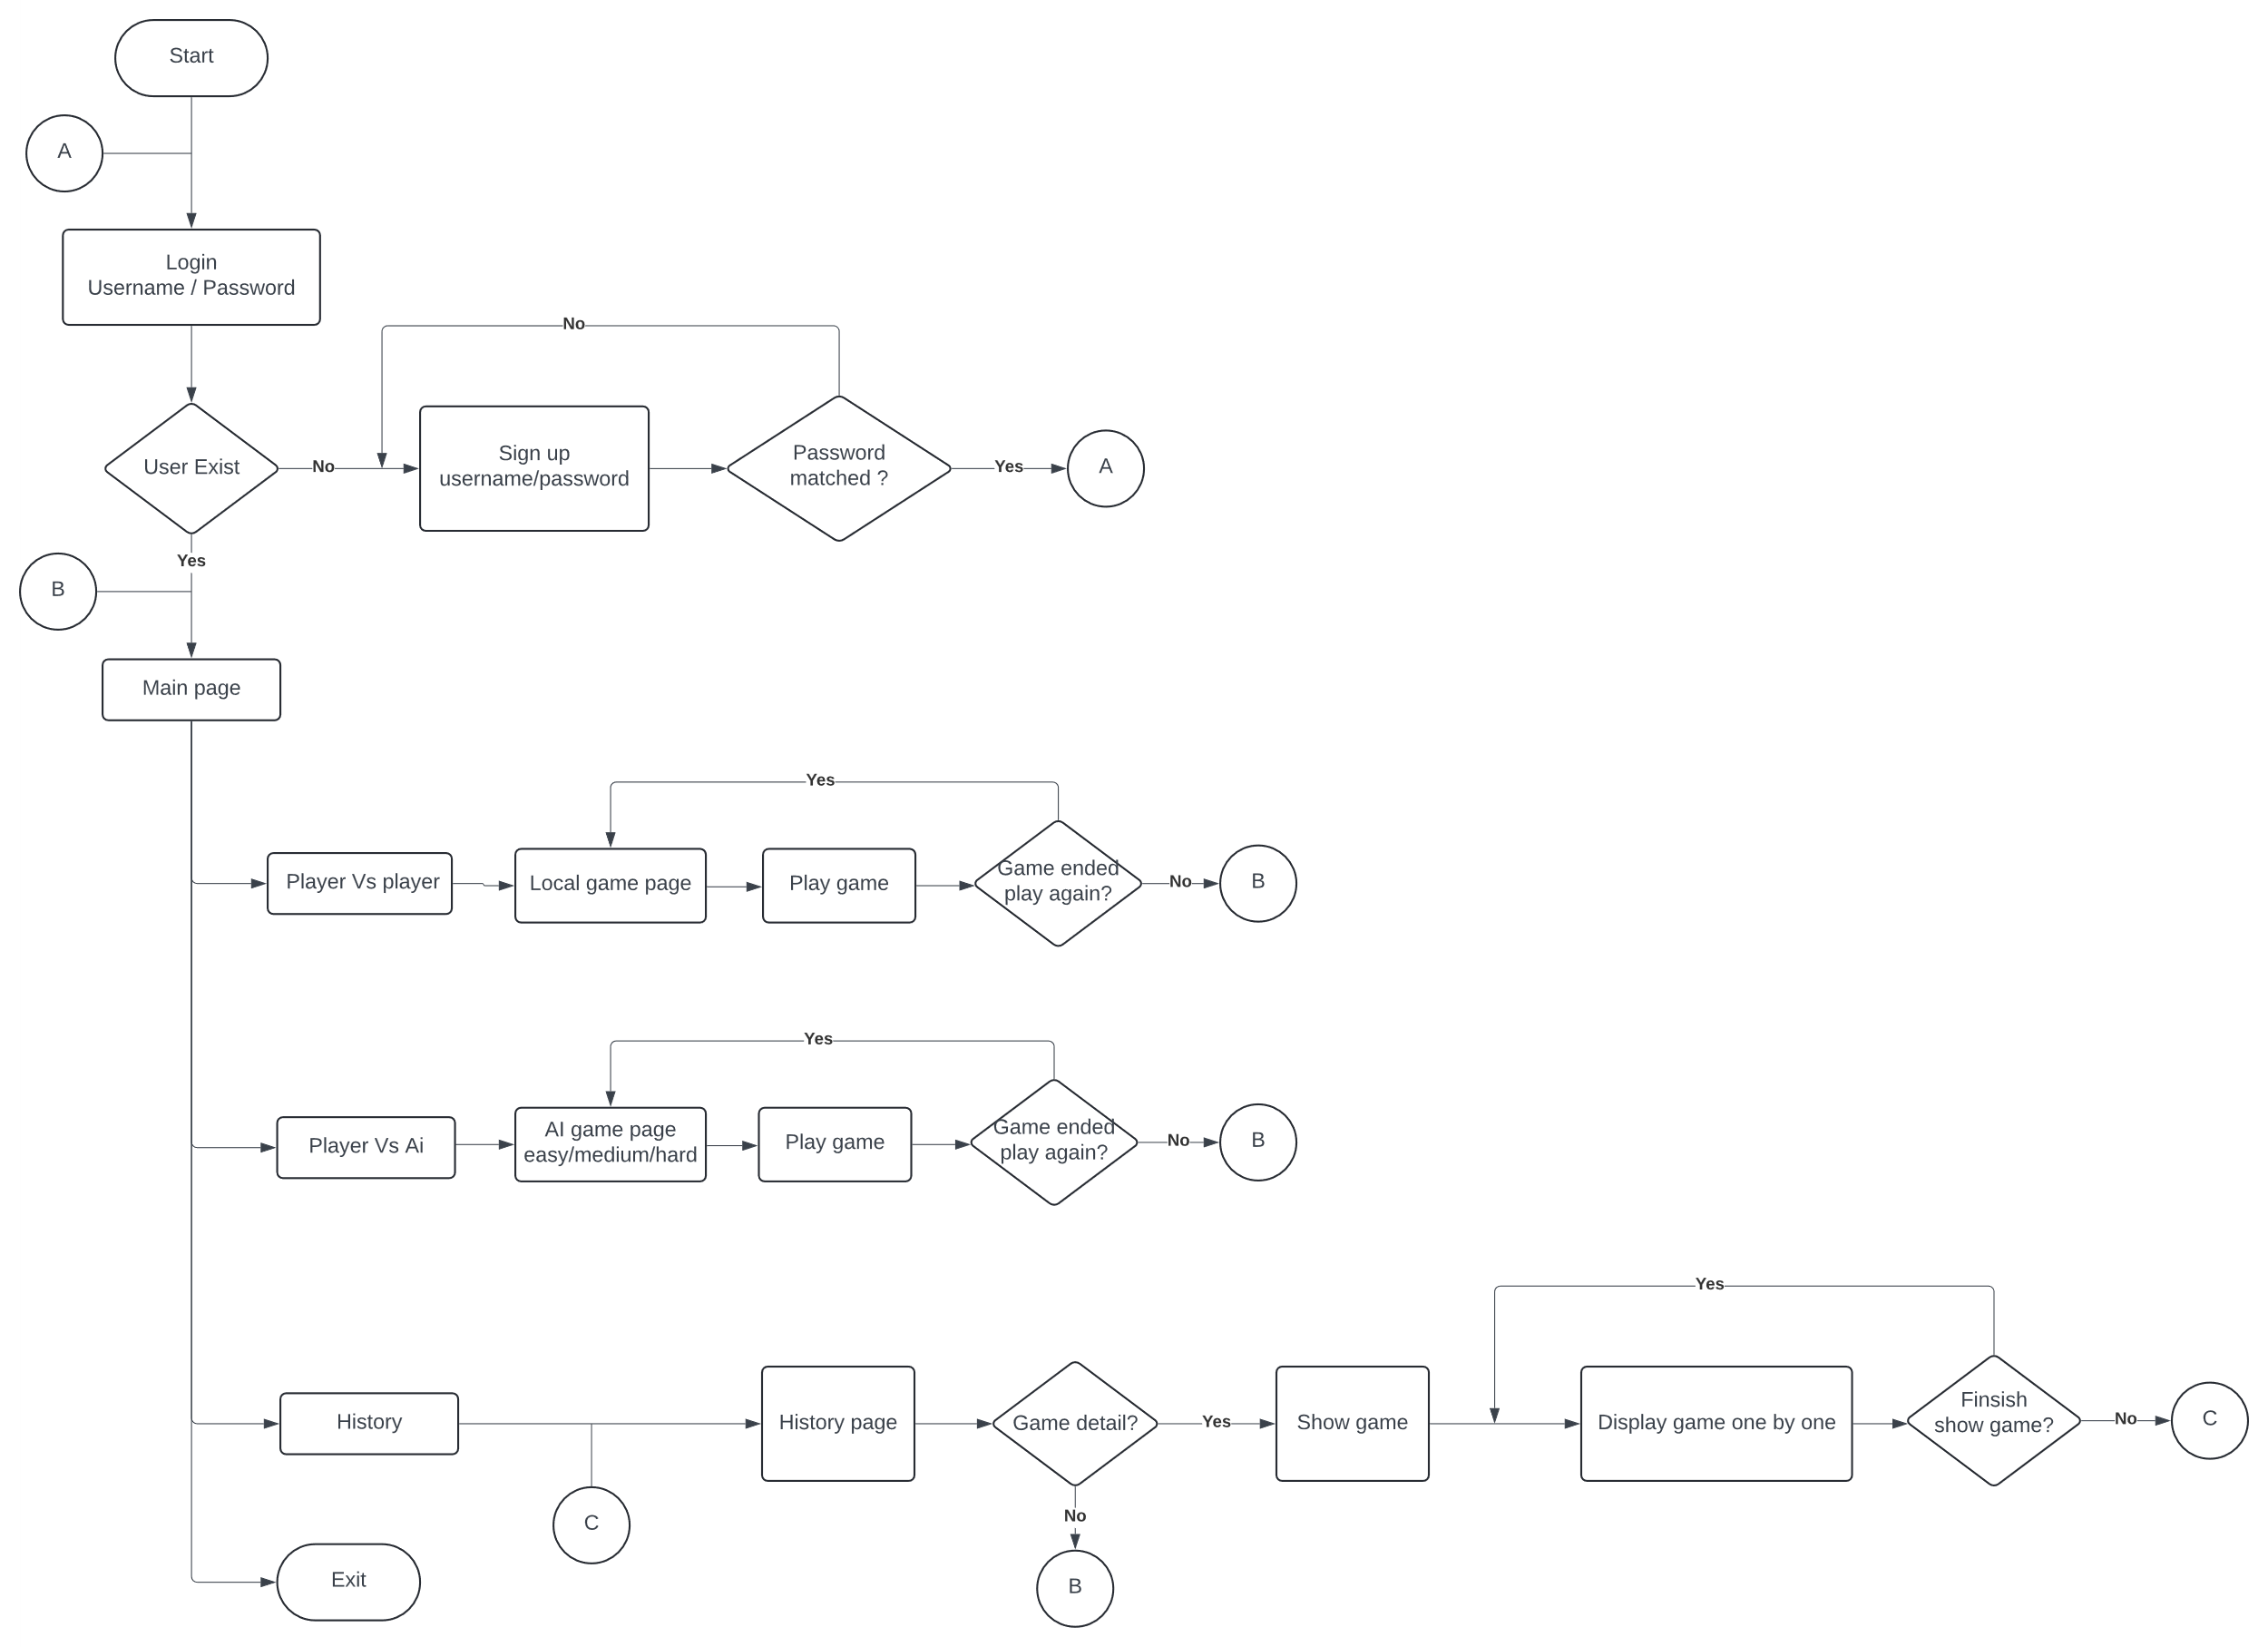 Start
A
Login
Username / Password
No
User Exist
No
Sign up
username/password
Password
matched ?
Yes
A
Yes
B
Main page
Yes
Player Vs player
Local game page
Play game
Game ended
play again?
No
B
Yes
Player Vs Ai
AI game page
easy/medium/hard
Play game
Game ended
play again?
No
B
Yes
History
History page
Game detail?
Yes
Show game
Display game one by one
Finsish
show game?
No
C
C
No
Exit
B